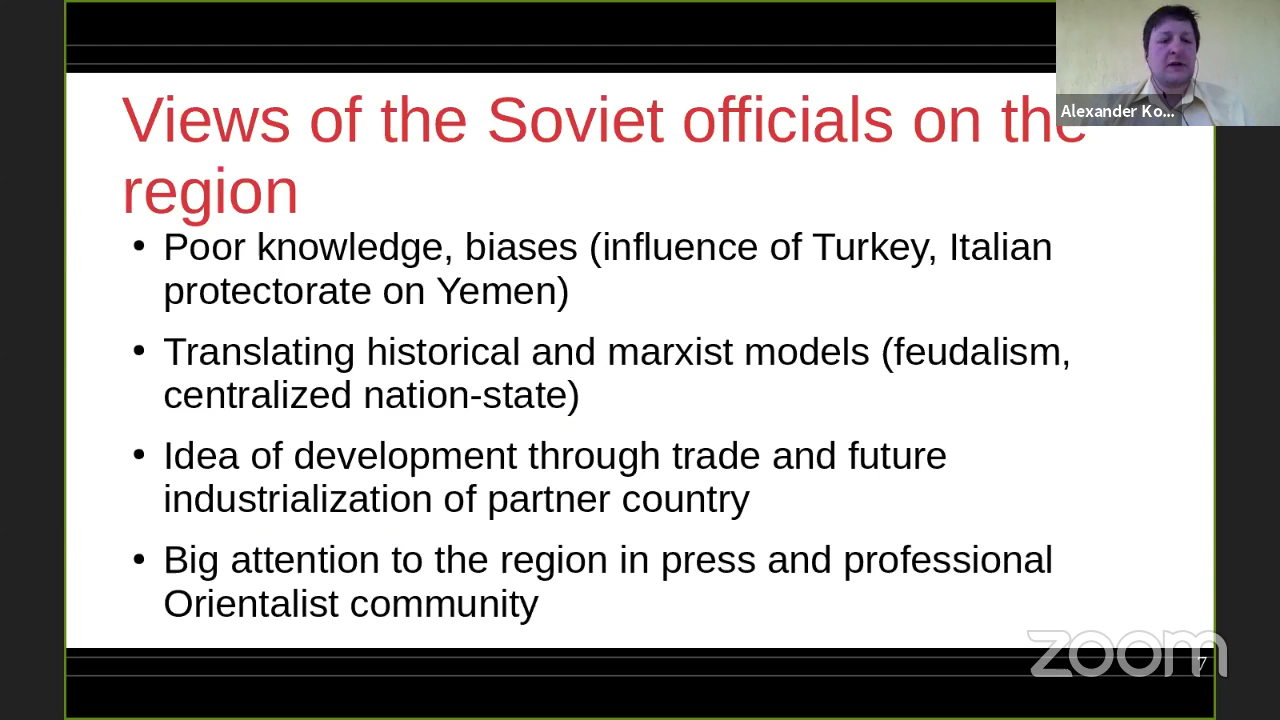 Views of the Soviet officials on the
region
• Poor knowledge, biases (influence of Turkey, Italian
protectorate on Yemen)
• Translating historical and marxist models (feudalism,
centralized nation-state)
• Idea of development through trade and future
industrialization of partner country
• Big attention to the region in press and professional
Orientalist community
Alexander Ko...
zoom
7